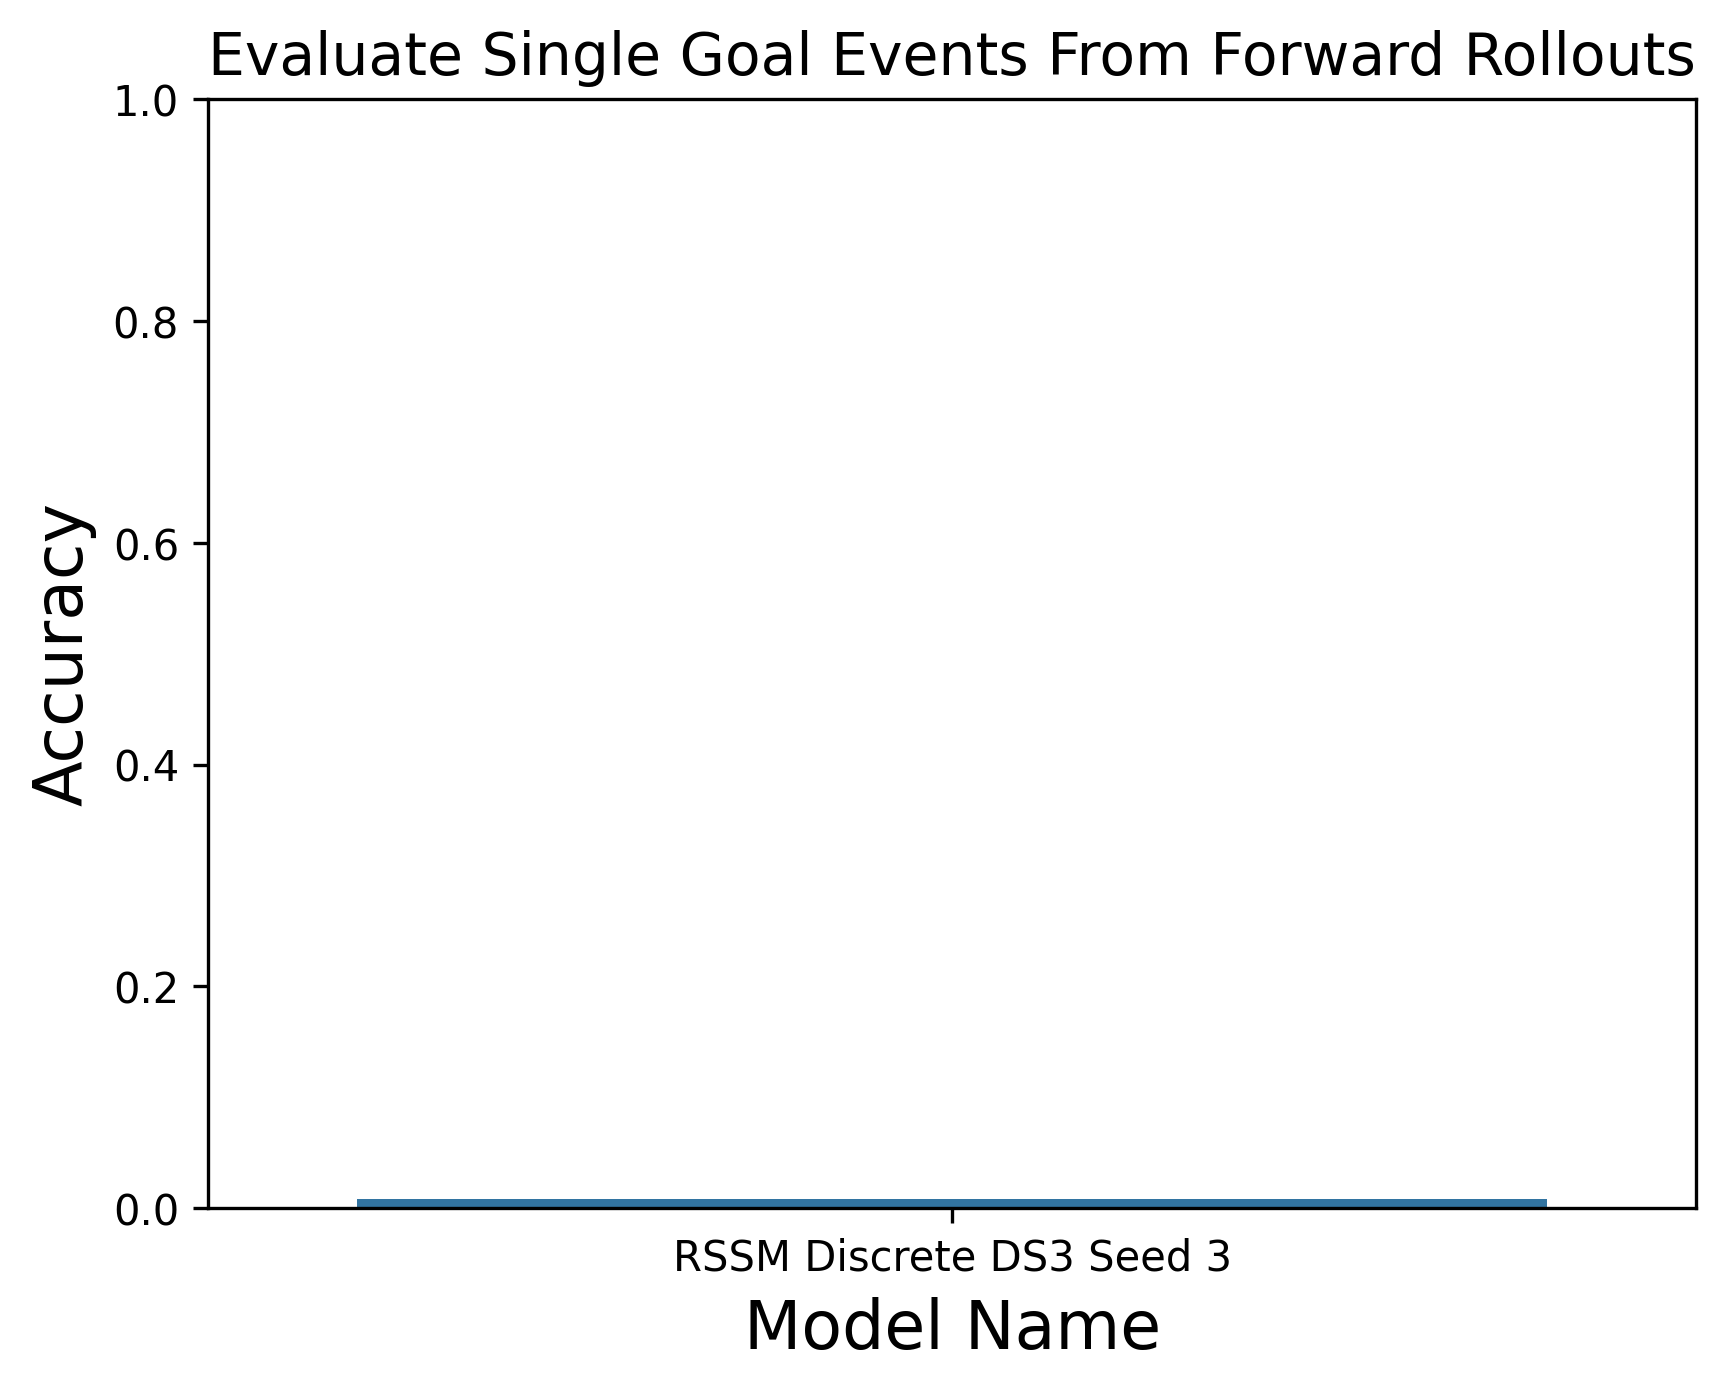 Evaluate Single Goal Events From Forward Rollouts
1.0
0.8
0.6
0.4
0.2
0.0
Accuracy
RSSM Discrete DS3 Seed 3
Model Name